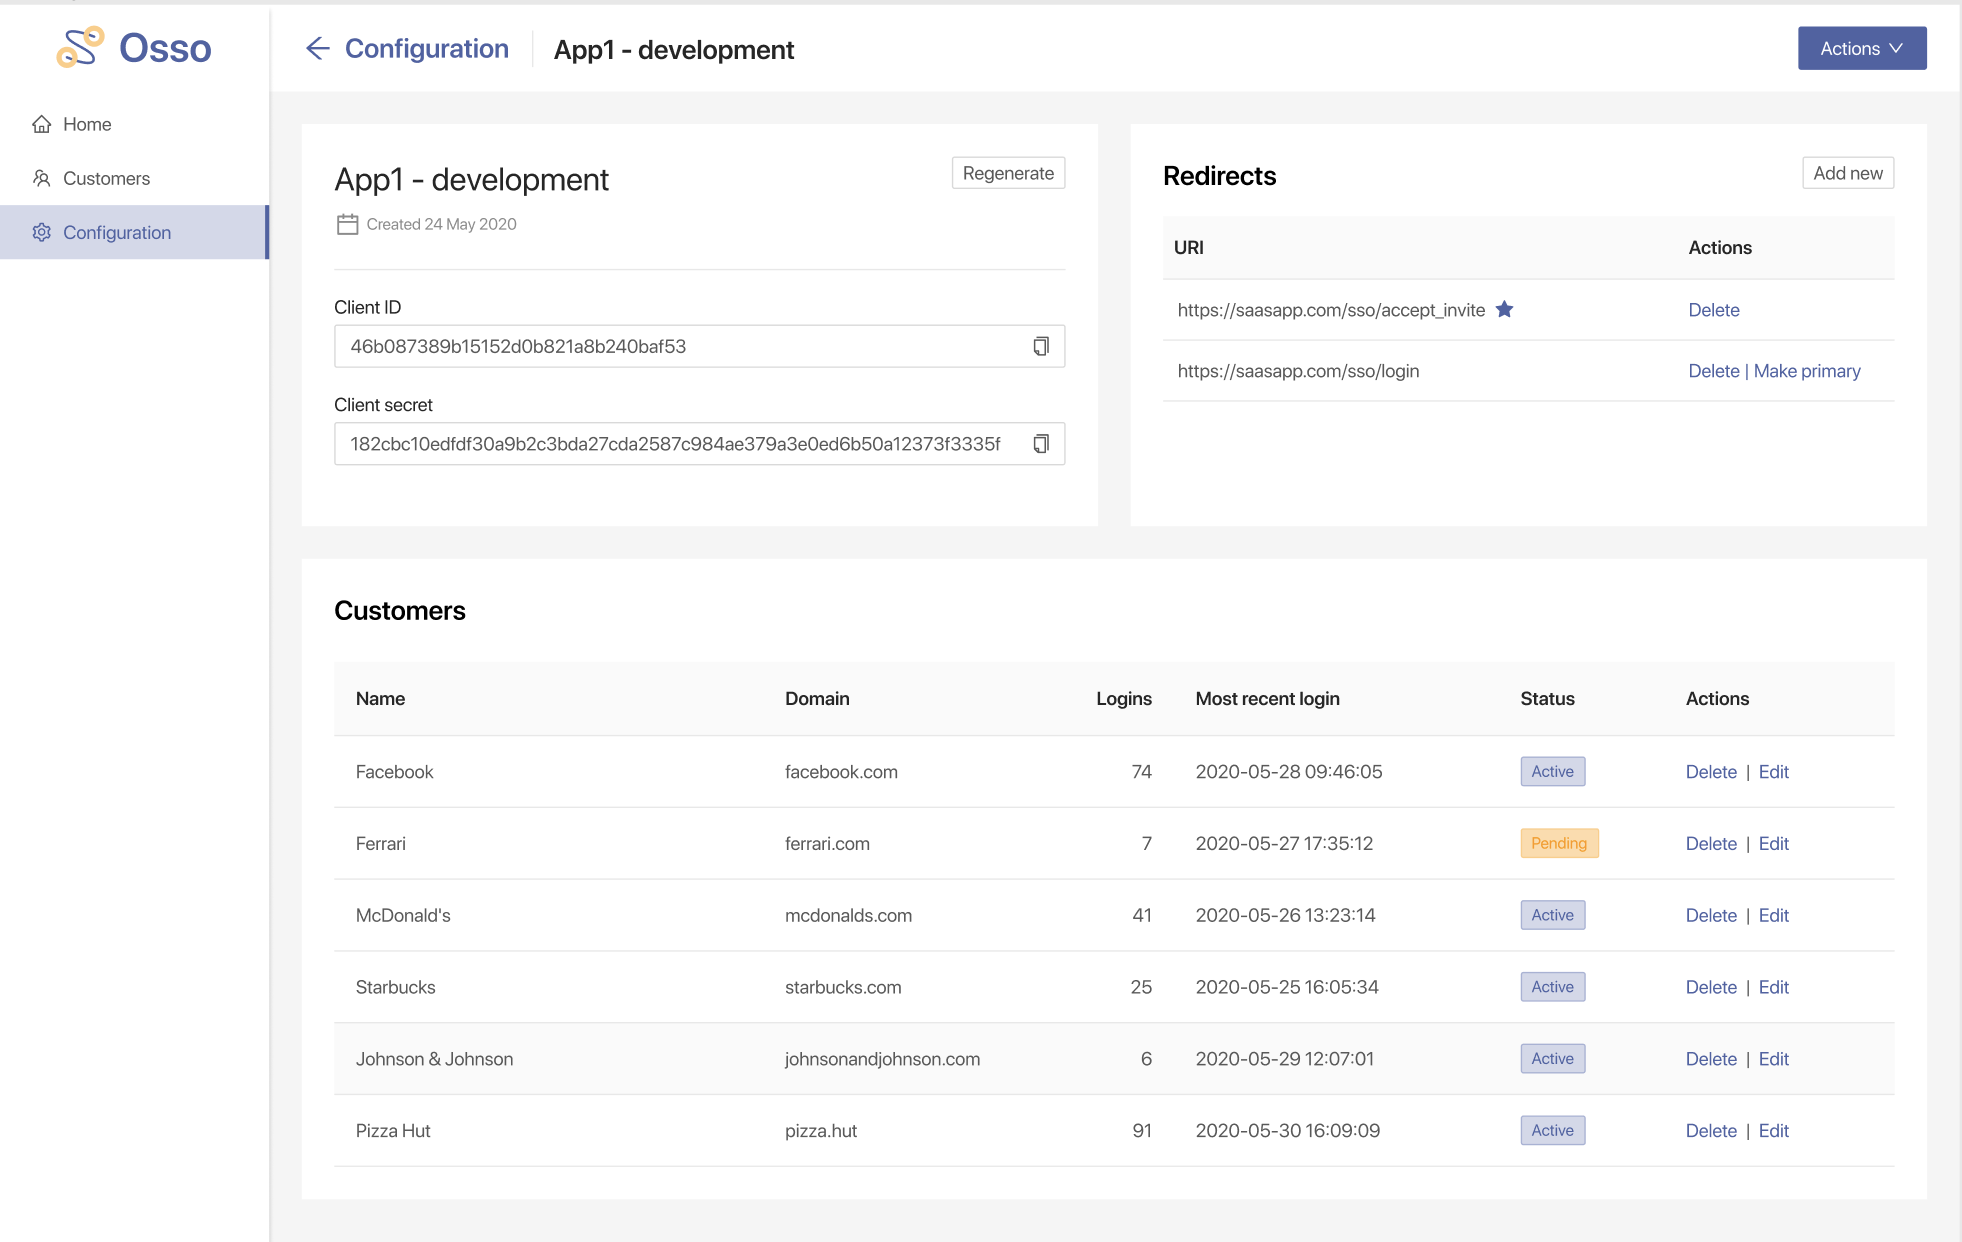 Osso
Home
Customers
Configuration
Configuration
App1 - development
Actions
App1 - development
Regenerate
Created 24 May 2020
Client ID
46b087389b15152d0b821a8b240baf53
Client secret
182cbc10edfdf30a9b2c3bda27cda2587c984ae379a3e0ed6b50a12373f3335f
Redirects
Add new
URI Actions
https://saasapp.com/sso/accept_invite Delete
https://saasapp.com/sso/login Delete | Make primary
Customers
Name Domain Logins Most recent login Status Actions
Facebook facebook.com 74 2020-05-28 09:46:05 Active Delete | Edit
Ferrari ferrari.com 7 2020-05-27 17:35:12 Pending Delete | Edit
McDonald's mcdonalds.com 41 2020-05-26 13:23:14 Active Delete | Edit
Starbucks starbucks.com 25 2020-05-25 16:05:34 Active Delete | Edit
Johnson & Johnson johnsonandjohnson.com 6 2020-05-29 12:07:01 Active Delete | Edit
Pizza Hut pizza.hut 91 2020-05-30 16:09:09 Active Delete | Edit